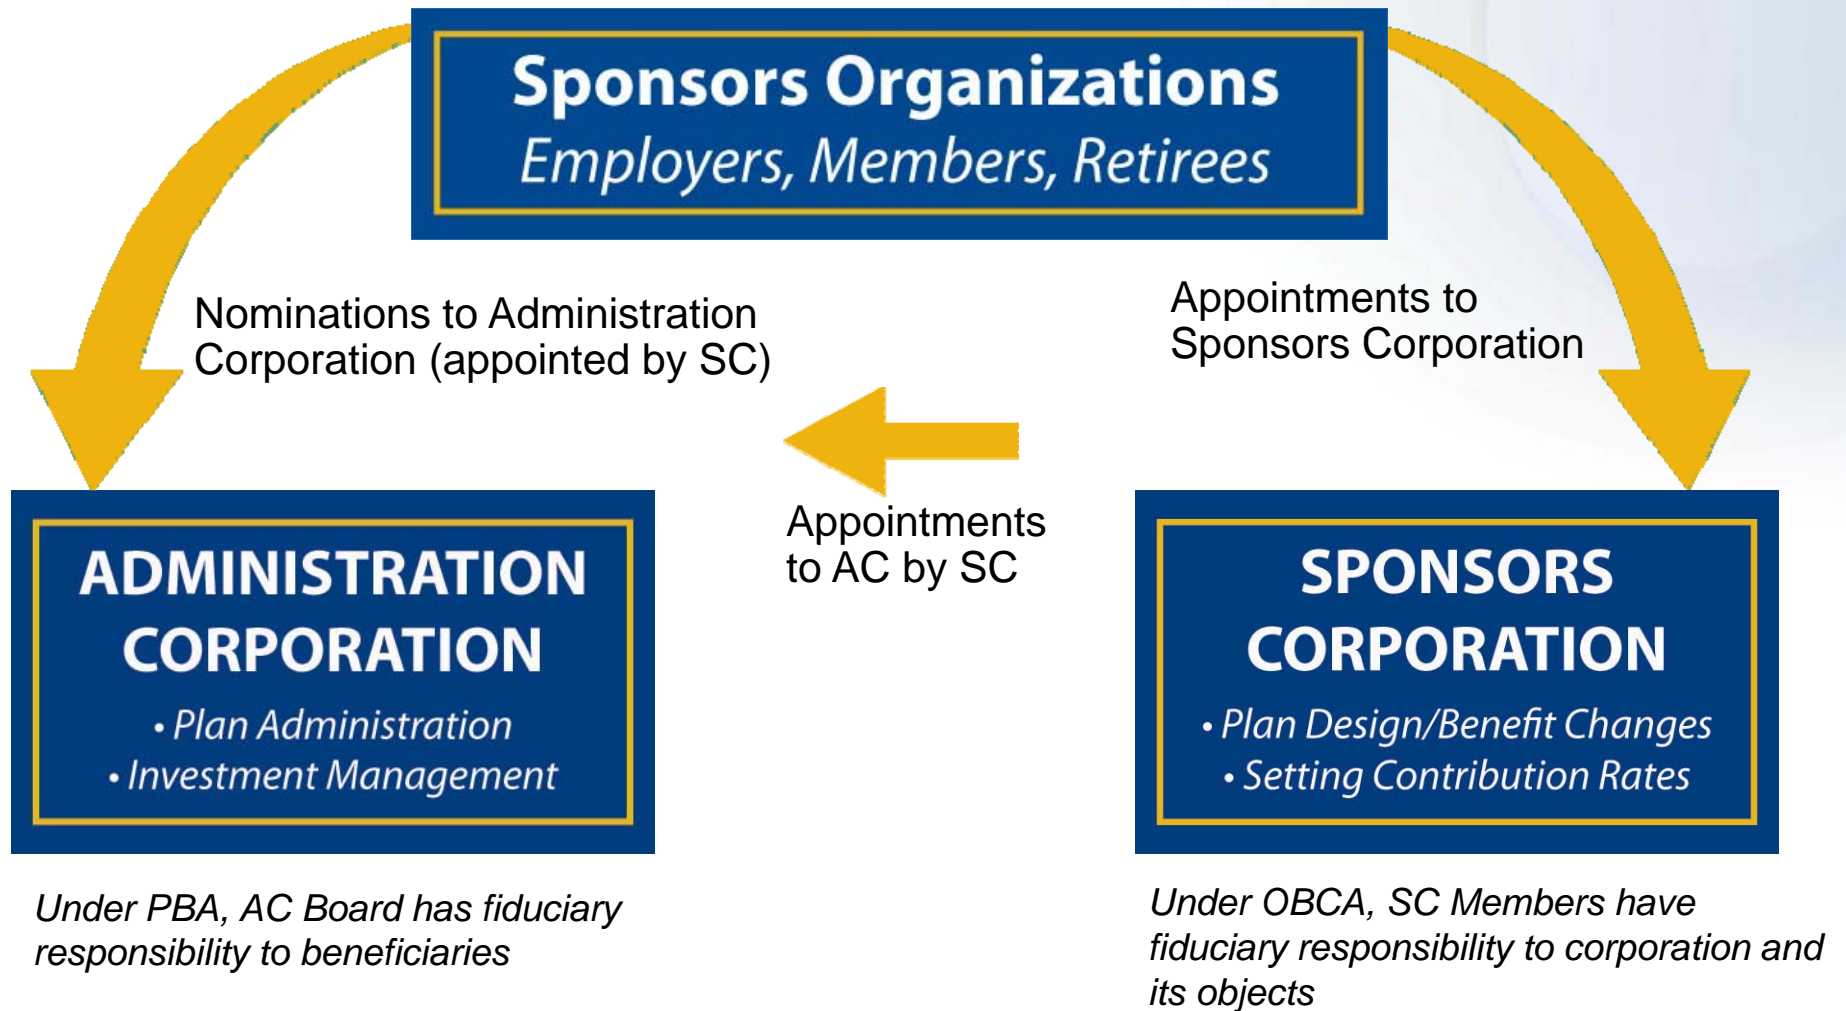 Sponsors Organizations
Employers, Members, Retirees
Nominations to Administration
Corporation (appointed by SC)
Appointments to
Sponsors Corporation
Appointments
to AC by SC
ADMINISTRATION
CORPORATION
• Plan Administration
• Investment Management
SPONSORS
CORPORATION
• Plan Design/Benefit Changes
• Setting Contribution Rates
Under PBA, AC Board has fiduciary
responsibility to beneficiaries
Under OBCA, SC Members have
fiduciary responsibility to corporation and
its objects